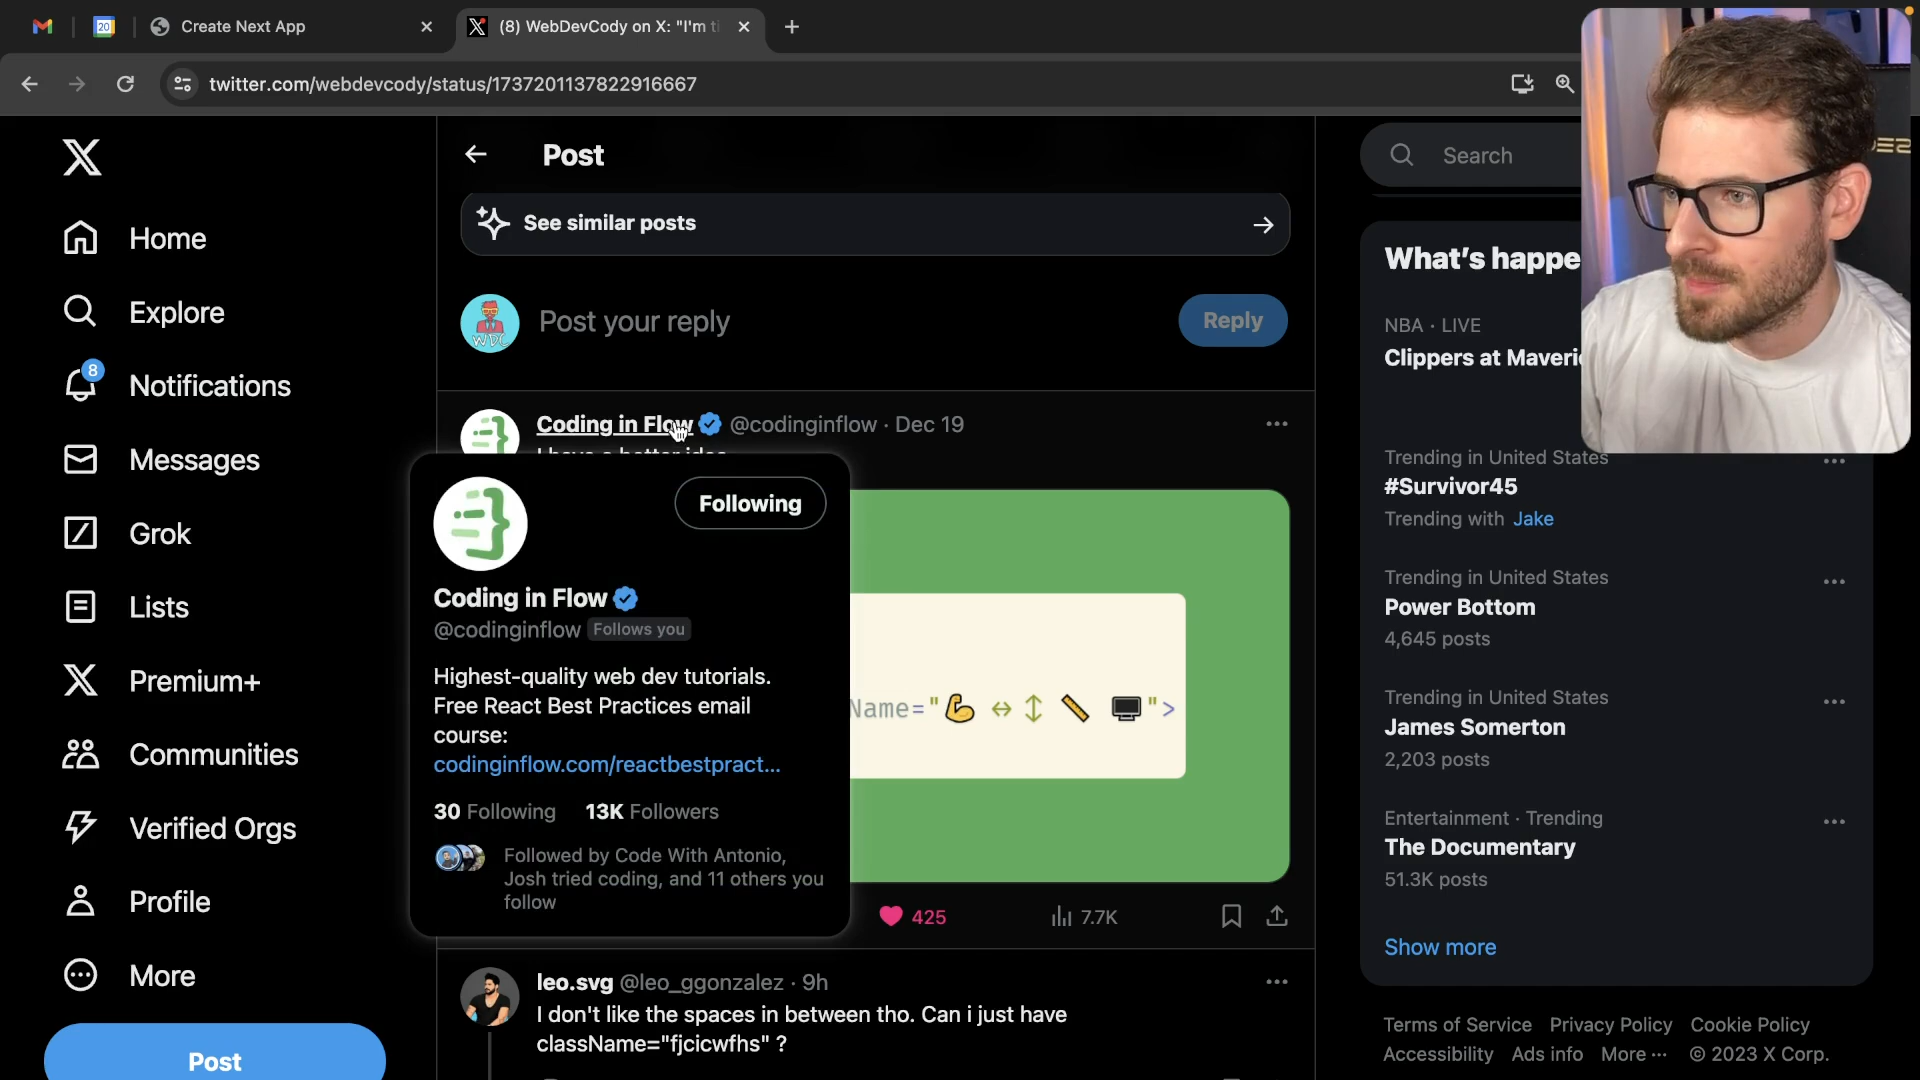 20
Create Next App
(8) WebDevCody on X: "I'm t
twitter.com/webdevcody/status/1737201137822916667
Home
Explore
8
Notifications
Messages
Grok
Lists
Premium+
Communities
Verified Orgs
Profile
More
Post
Post
See similar posts
WDC
Post your reply
Reply
Coding in Flow @codinginflow · Dec 19
I have a better idea
Following
Coding in Flow
@codinginflow Follows you
Highest-quality web dev tutorials.
Free React Best Practices email
course:
codinginflow.com/reactbestpract...
30 Following 13K Followers
Followed by Code With Antonio,
Josh tried coding, and 11 others you
follow
Name="💪 ↔ ↕ 📏 🖥">
425
7.7K
leo.svg @leo_ggonzalez · 9h
I don't like the spaces in between tho. Can i just have
className="fjcicwfhs" ?
Search
What's happe
NBA · LIVE
Clippers at Maveri
Trending in United States
#Survivor45
Trending with Jake
Trending in United States
Power Bottom
4,645 posts
Trending in United States
James Somerton
2,203 posts
Entertainment · Trending
The Documentary
51.3K posts
Show more
Terms of Service Privacy Policy Cookie Policy
Accessibility Ads info More ··· © 2023 X Corp.